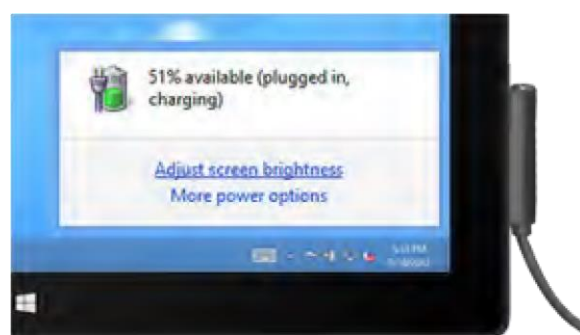 51% available (plugged in,
charging)
Adjust screen brightness
More power options